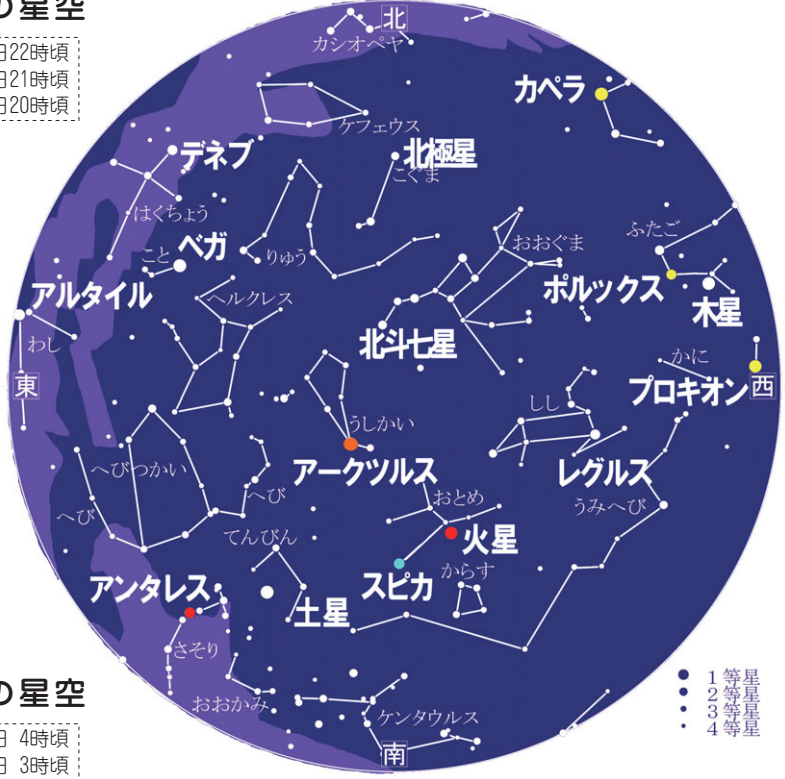 の星空
日22時頃
日21時頃
日20時頃
北
カシオペヤ
カペラ
ケフェウス
デネブ
北極星
こぐま
はくちょう
ふたご
おおぐま
こと
ベガ
りゅう
ポルックス
アルタイル
ヘルクレス
木星
わし
北斗七星
かに
東
プロキオン
西
しし
うしかい
アークツルス
レグルス
へびつかい
へび
おとめ
うみへび
へび
てんびん
火星
スピカ
からす
アンタレス
土星
さそり
おおかみ
ケンタウルス
南
1等星
2等星
3等星
4等星
の星空
日 4時頃
日 3時頃